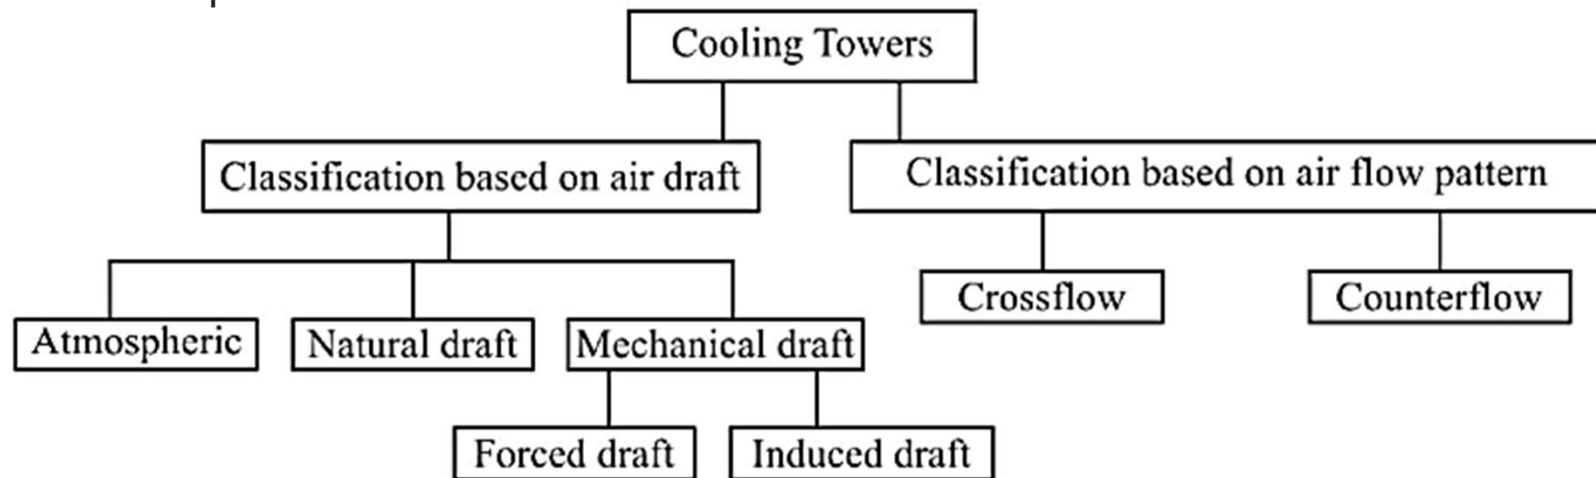 Cooling Towers
Classification based on air draft
Classification based on air flow pattern
Crossflow
Counterflow
Atmospheric
Natural draft
Mechanical draft
Forced draft
Induced draft